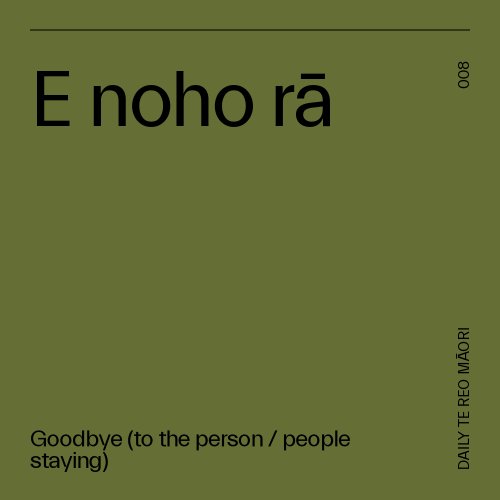 E noho rā
008
DAILY TE REO MĀORI
Goodbye (to the person / people
staying)